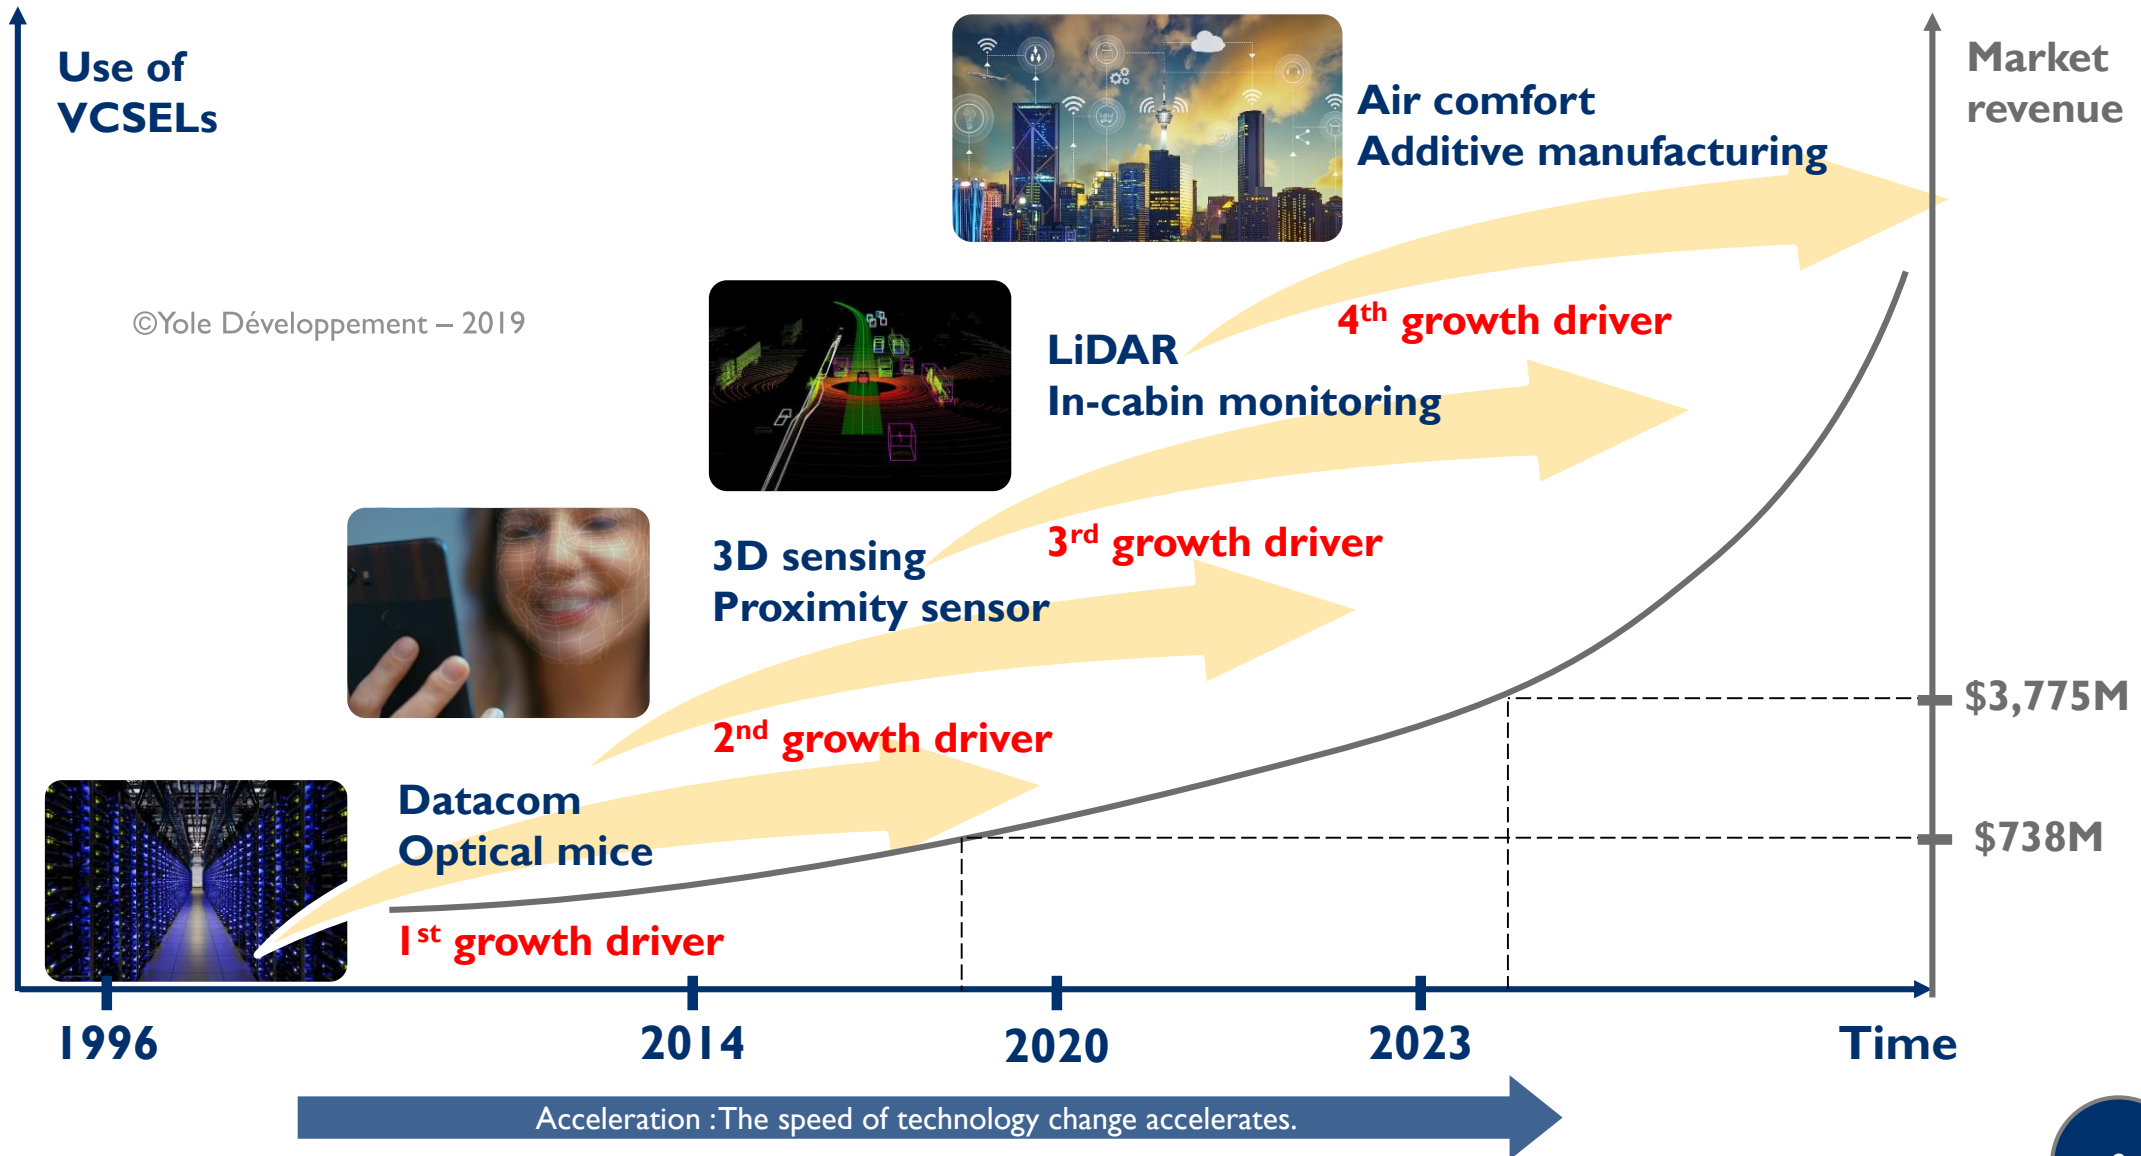 Use of
VCSELs
Market
revenue
Air comfort
Additive manufacturing
©Yole Développement – 2019
4th growth driver
LiDAR
In-cabin monitoring
3rd growth driver
3D sensing
Proximity sensor
$3,775M
2nd growth driver
Datacom
Optical mice
$738M
1st growth driver
1996
2014
2020
2023
Time
Acceleration : The speed of technology change accelerates.